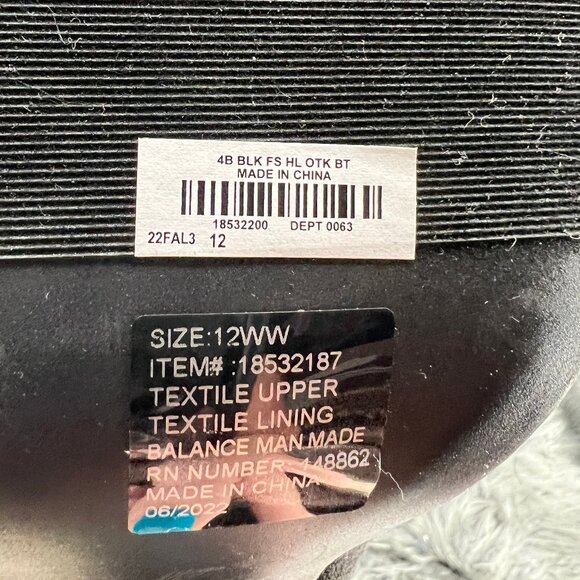 4B BLK FS HL OTK BT
MADE IN CHINA
18532200 DEPT 0063
22FAL3 12
SIZE:12WW
ITEM# :18532187
TEXTILE UPPER
TEXTILE LINING
BALANCE MAN MADE
RN NUMBER: 148862
MADE IN CHINA
06/2022